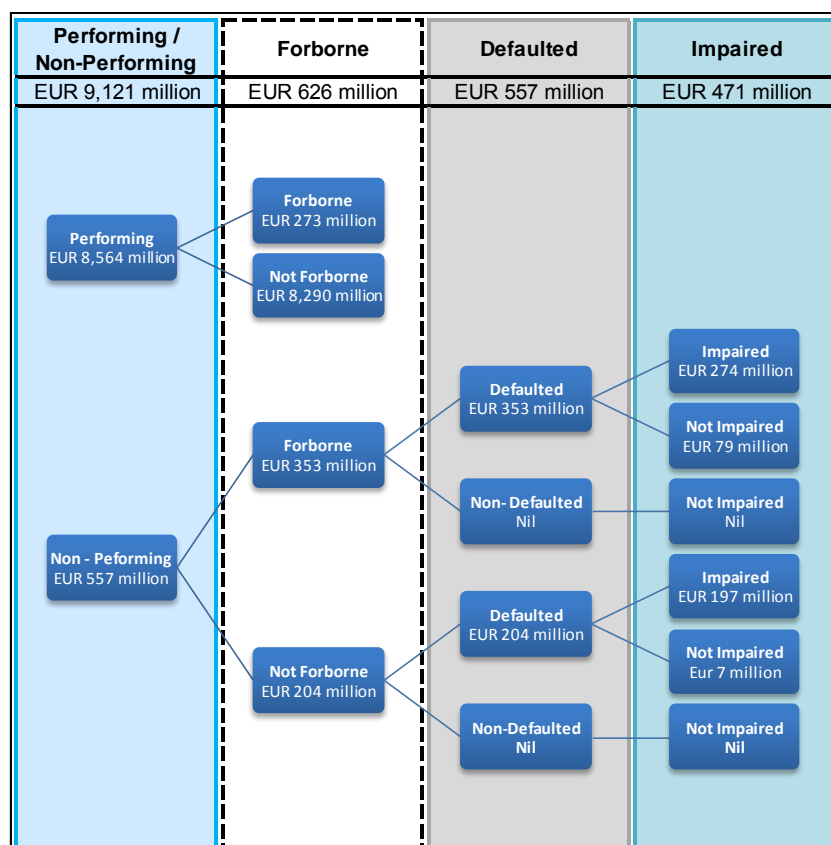 Performing /
Non-Performing
Forborne
Defaulted
Impaired
EUR 9,121 million
EUR 626 million
EUR 557 million
EUR 471 million
Performing
EUR 8,564 million
Forborne
EUR 273 million
Not Forborne
EUR 8,290 million
Non - Peforming
EUR 557 million
Forborne
EUR 353 million
Defaulted
EUR 353 million
Impaired
EUR 274 million
Not Impaired
EUR 79 million
Non- Defaulted
Nil
Not Impaired
Nil
Not Forborne
EUR 204 million
Defaulted
EUR 204 million
Impaired
EUR 197 million
Not Impaired
Eur 7 million
Non-Defaulted
Nil
Not Impaired
Nil